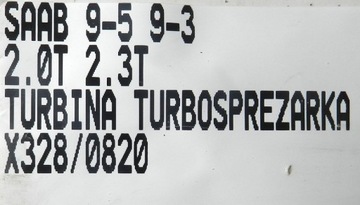 SAAB 9-5 9-3
2.0T 2.3T
TURBINA TURBOSPREZARKA
X328/0820